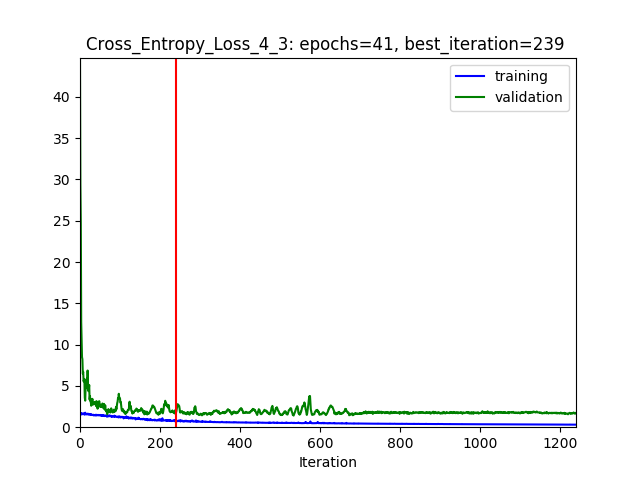 Cross_Entropy_Loss_4_3: epochs=41, best_iteration=239
training
validation
40
35
30
25
20
15
10
5
0
0 200 400 600 800 1000 1200
Iteration